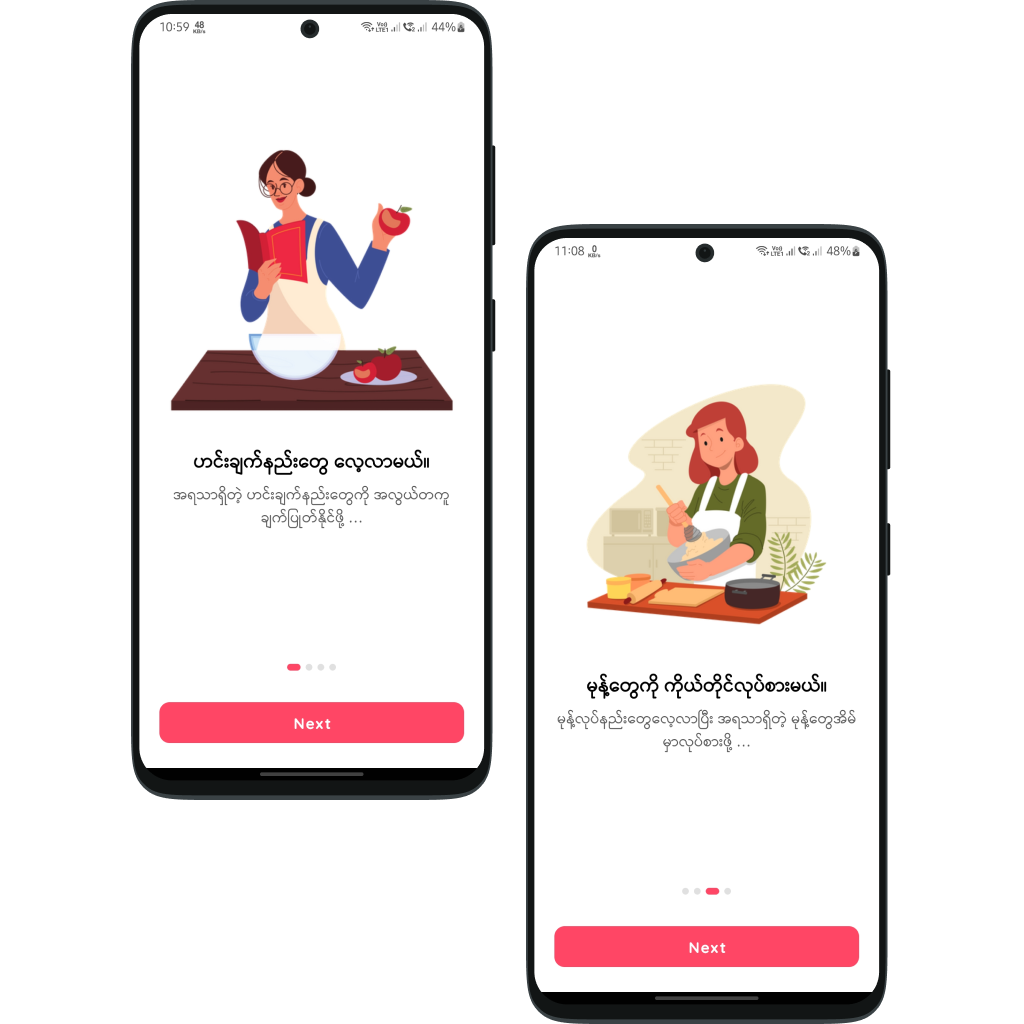 10:59 48 KB/s Vo)) LTE1 2 44%
ဟင်းချက်နည်းတွေ လေ့လာမယ်။
အရသာရှိတဲ့ ဟင်းချက်နည်းတွေကို အလွယ်တကူ
ချက်ပြုတ်နိုင်ဖို့ ...
Next
11:08 0 KB/s Vo)) LTE1 2 48%
မုန့်တွေကို ကိုယ်တိုင်လုပ်စားမယ်။
မုန့်လုပ်နည်းတွေလေ့လာပြီး အရသာရှိတဲ့ မုန့်တွေအိမ်
မှာလုပ်စားဖို့ ...
Next